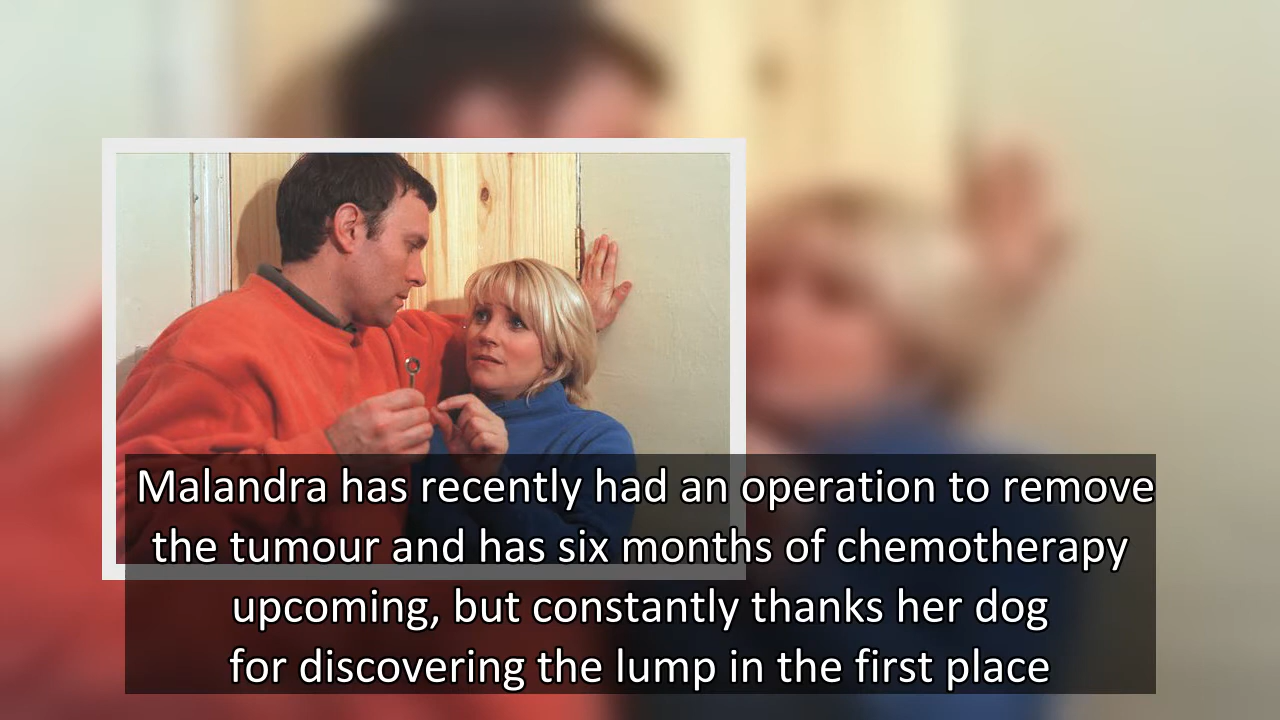 Malandra has recently had an operation to remove
the tumour and has six months of chemotherapy
upcoming, but constantly thanks her dog
for discovering the lump in the first place